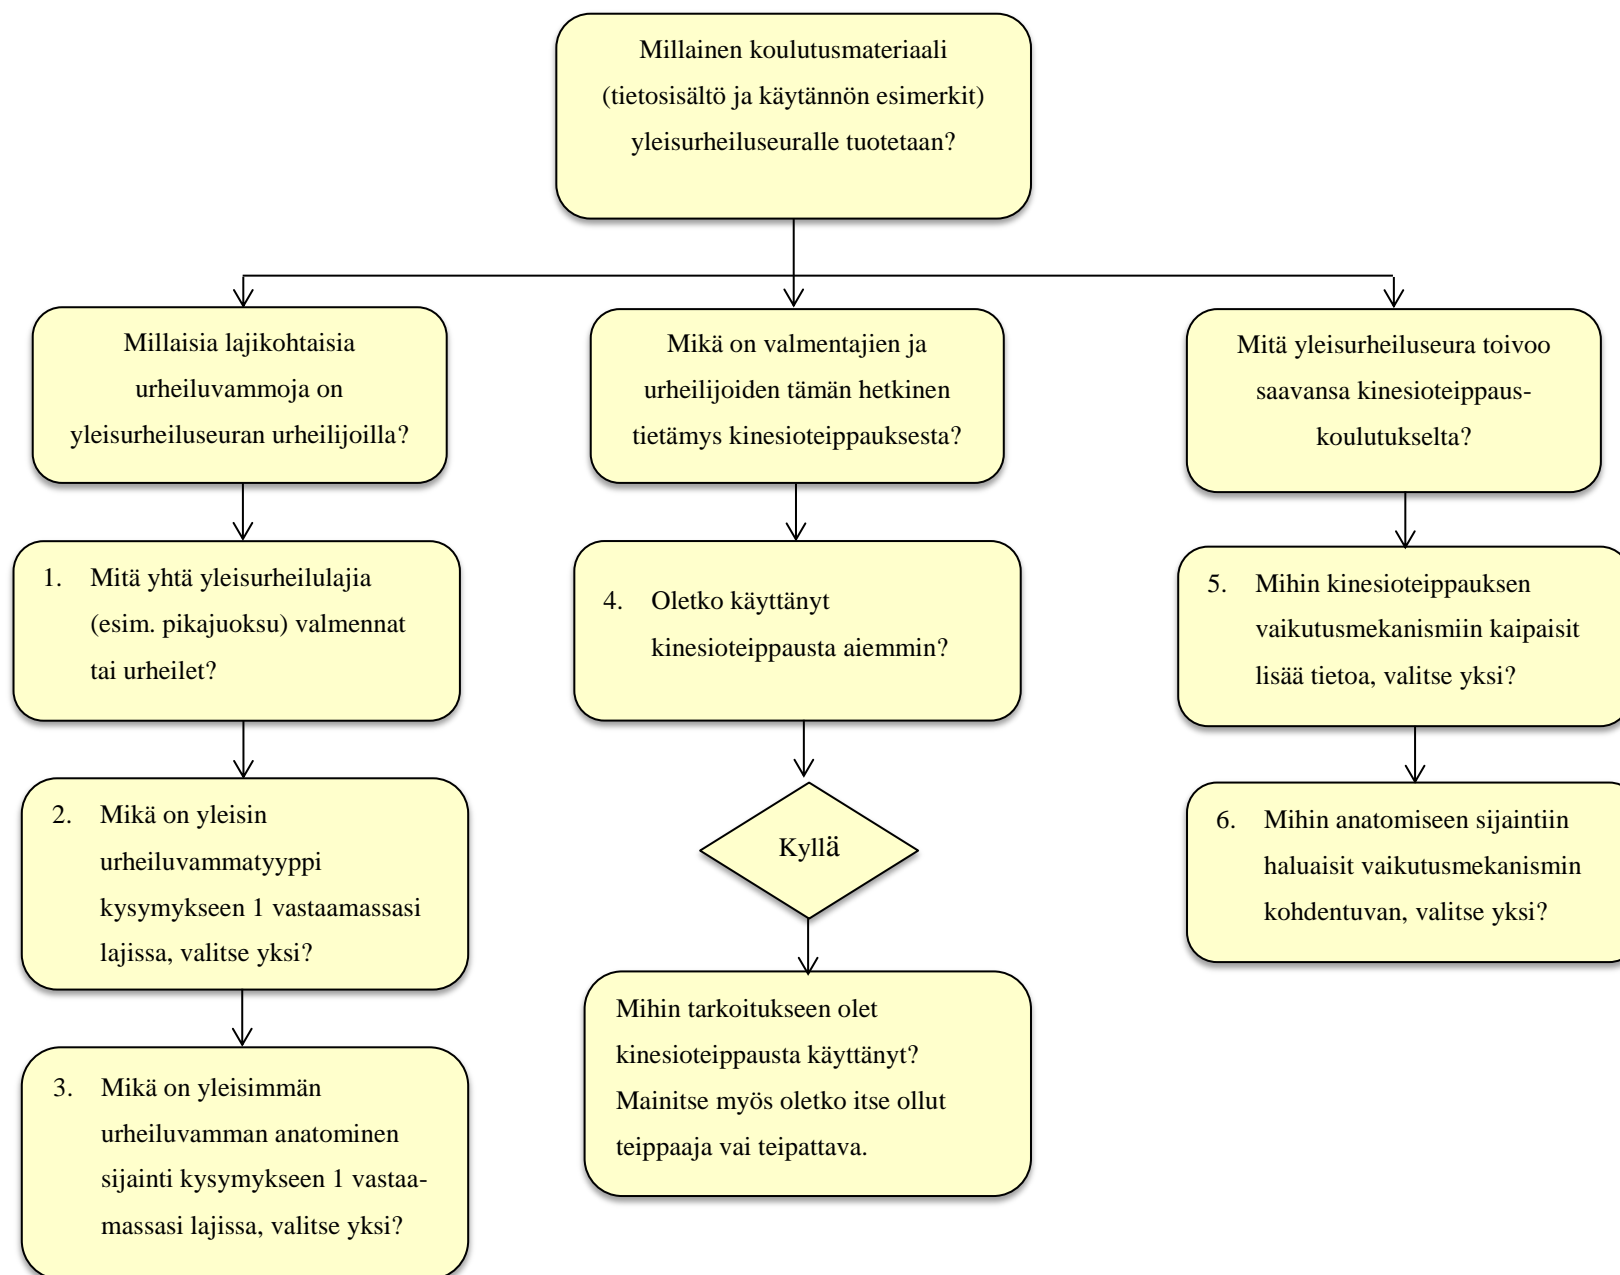 Millainen koulutusmateriaali
(tietosisältö ja käytännön esimerkit)
yleisurheiluseuralle tuotetaan?
Millaisia lajikohtaisia
urheiluvammoja on
yleisurheiluseuran urheilijoilla?
Mikä on valmentajien ja
urheilijoiden tämän hetkinen
tietämys kinesioteippauksesta?
Mitä yleisurheiluseura toivoo
saavansa kinesioteippaus-
koulutukselta?
1. Mitä yhtä yleisurheilulajia
(esim. pikajuoksu) valmennat
tai urheilet?
4. Oletko käyttänyt
kinesioteippausta aiemmin?
5. Mihin kinesioteippauksen
vaikutusmekanismiin kaipaisit
lisää tietoa, valitse yksi?
2. Mikä on yleisin
urheiluvammatyyppi
kysymykseen 1 vastaamassasi
lajissa, valitse yksi?
Kyllä
6. Mihin anatomiseen sijaintiin
haluaisit vaikutusmekanismin
kohdentuvan, valitse yksi?
3. Mikä on yleisimmän
urheiluvamman anatominen
sijainti kysymykseen 1 vastaa-
massasi lajissa, valitse yksi?
Mihin tarkoitukseen olet
kinesioteippausta käyttänyt?
Mainitse myös oletko itse ollut
teippaaja vai teipattava.